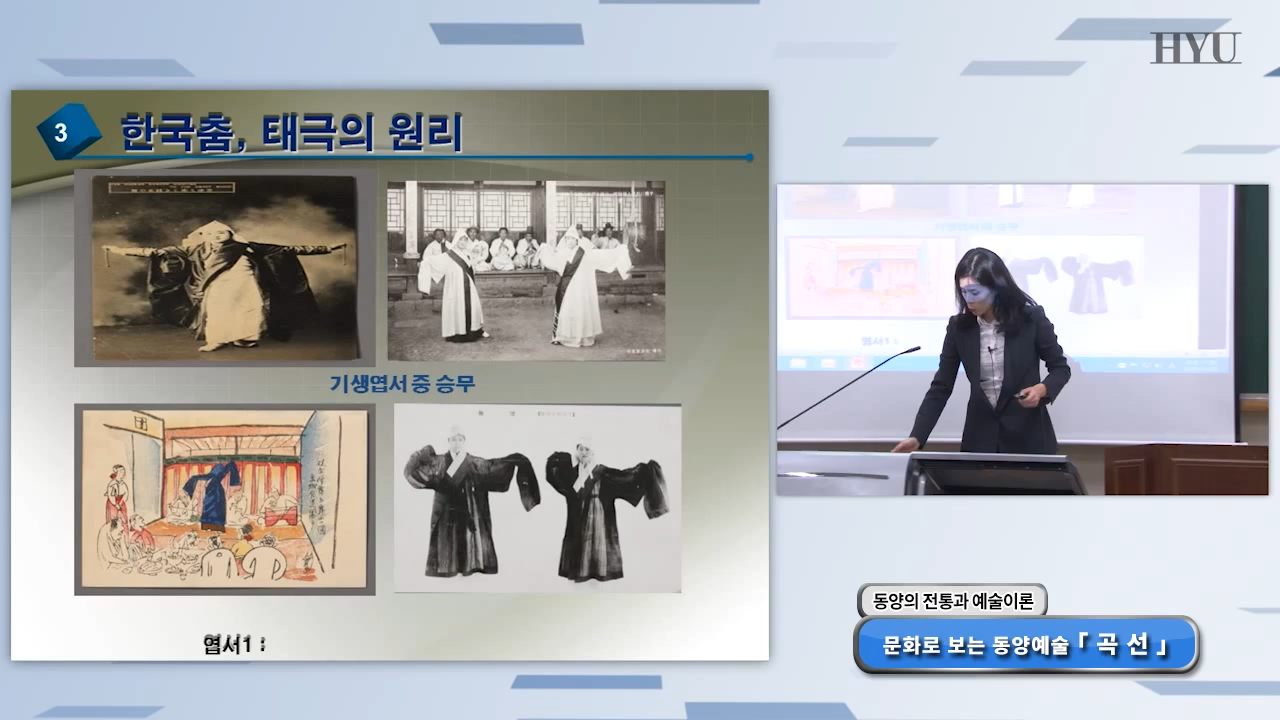 HYU
3
한국춤, 태극의 원리
기생엽서 중 승무
엽서1 :
동양의 전통과 예술이론
문화로 보는 동양예술 「 곡 선 」